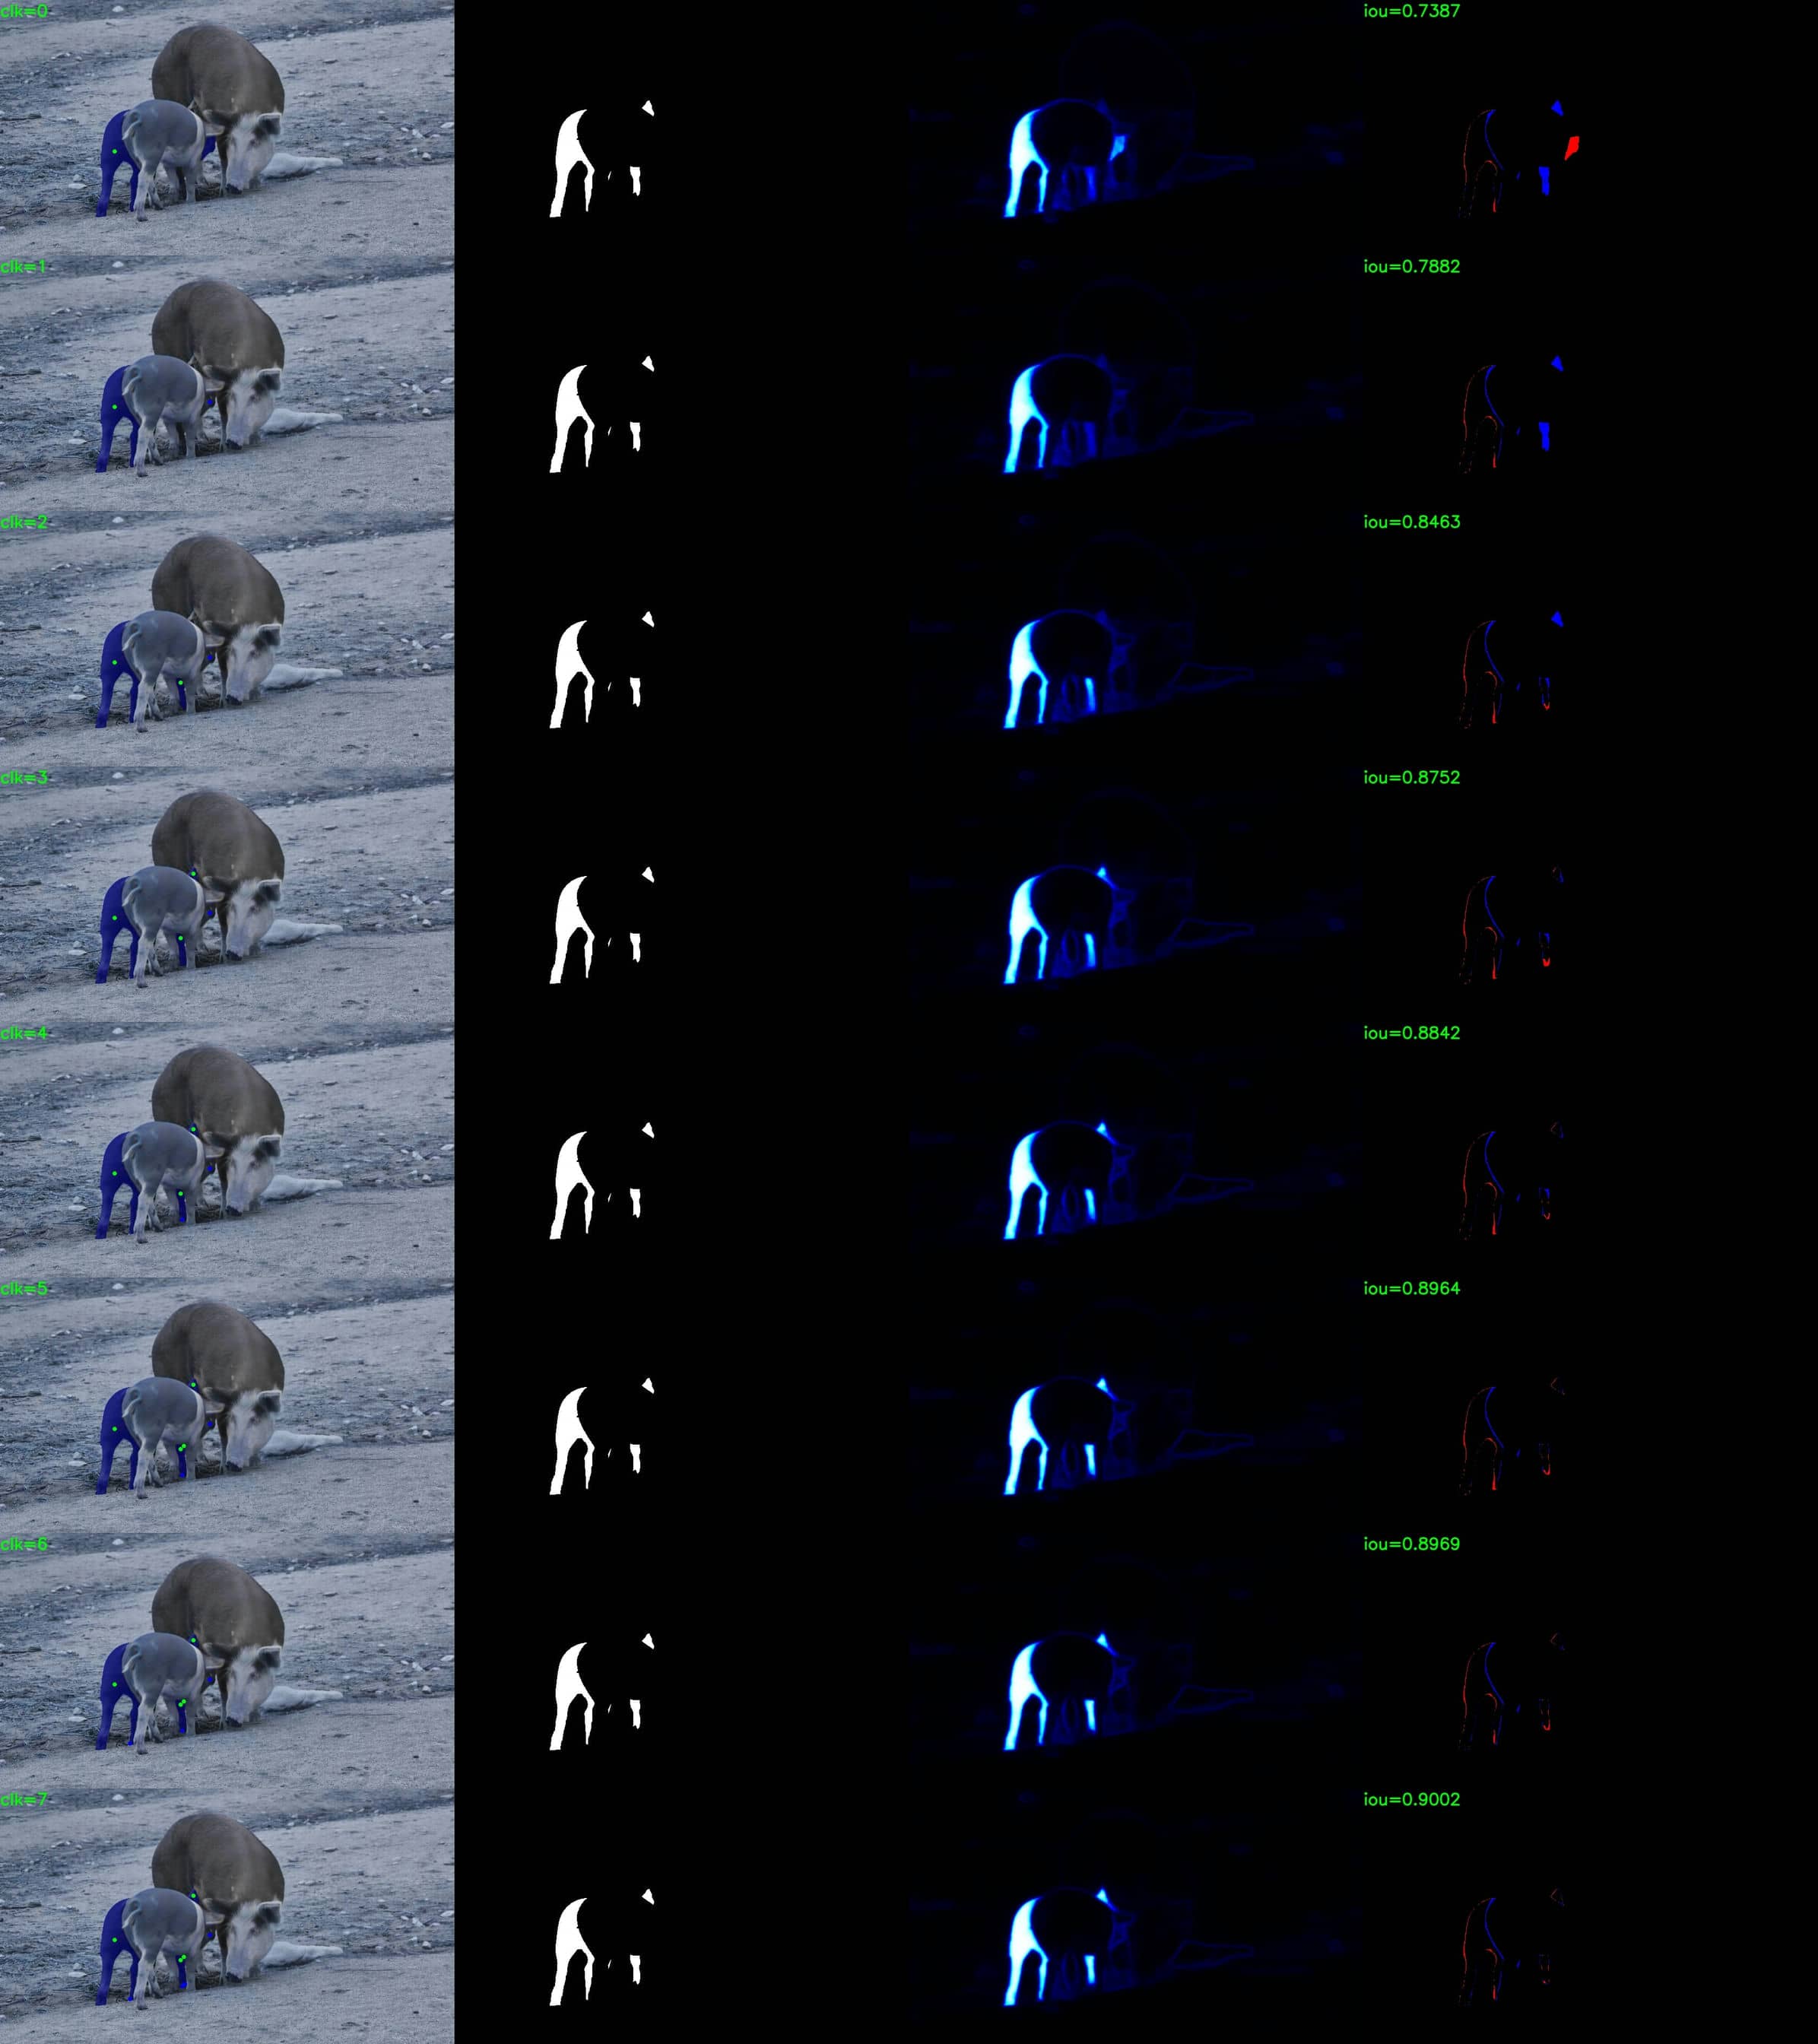 clk=0 iou=0.7387
clk=1 iou=0.7882
clk=2 iou=0.8463
clk=3 iou=0.8752
clk=4 iou=0.8842
clk=5 iou=0.8964
clk=6 iou=0.8969
clk=7 iou=0.9002